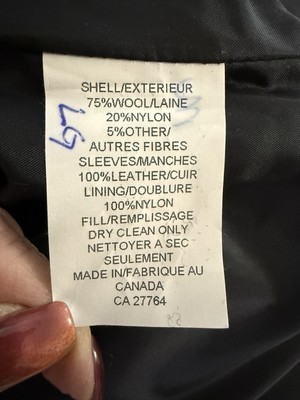 SHELL/EXTERIEUR
75%WOOL/LAINE
20%NYLON
5%OTHER/
AUTRES FIBRES
SLEEVES/MANCHES
100%LEATHER/CUIR
LINING/DOUBLURE
100%NYLON
FILL/REMPLISSAGE
DRY CLEAN ONLY
NETTOYER A SEC
SEULEMENT
MADE IN/FABRIQUE AU
CANADA
CA 27764